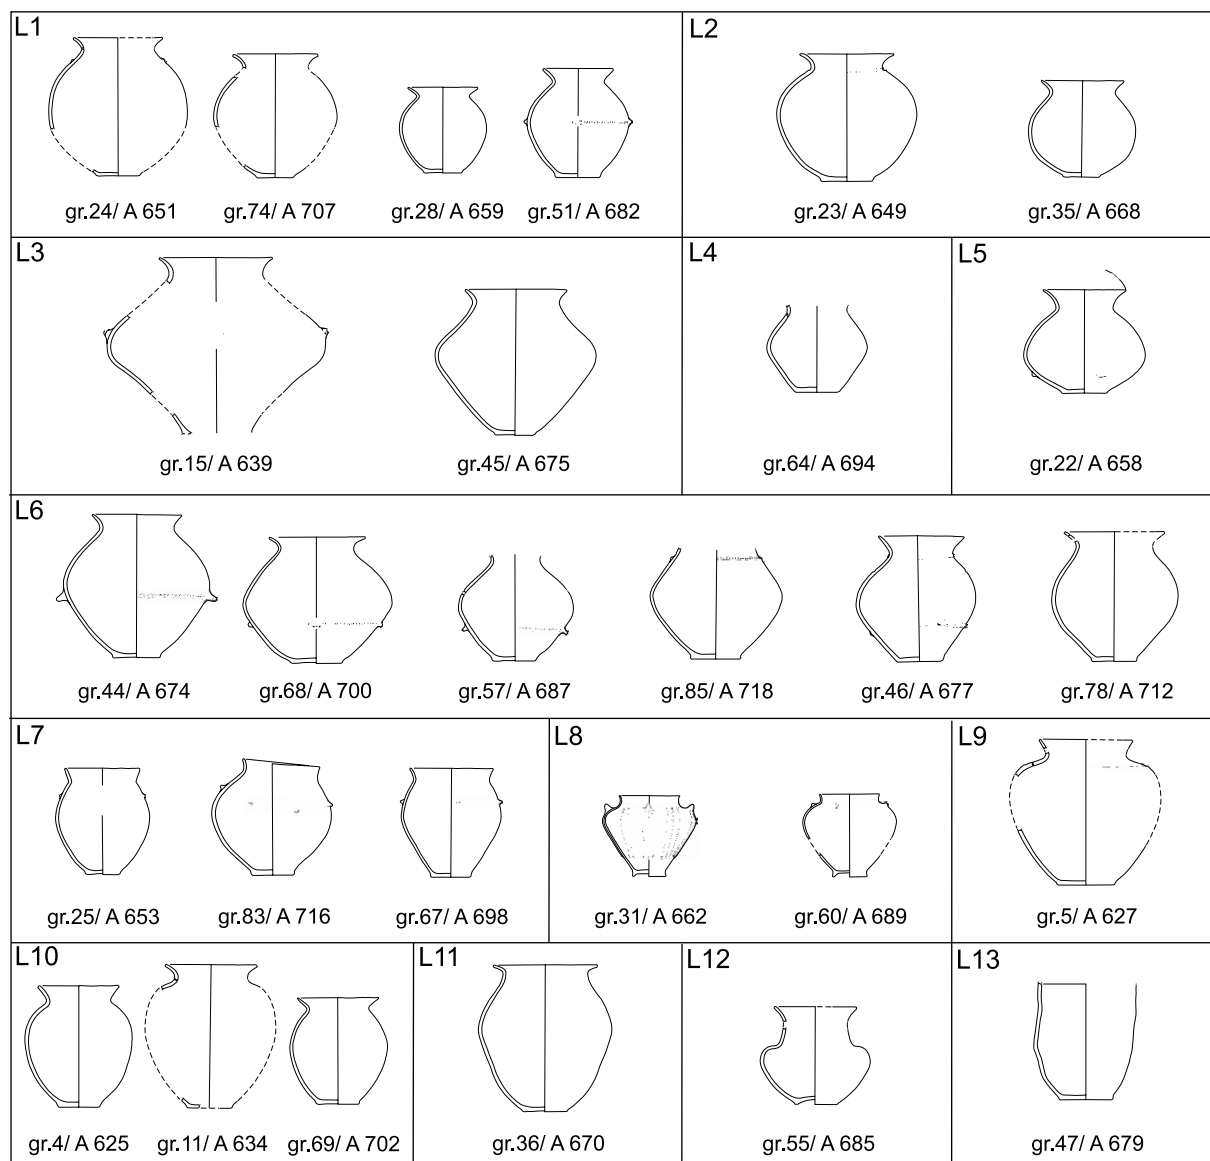 L1
gr.24/ A 651
gr.74/ A 707
gr.28/ A 659
gr.51/ A 682
L2
gr.23/ A 649
gr.35/ A 668
L3
gr.15/ A 639
gr.45/ A 675
L4
gr.64/ A 694
L5
gr.22/ A 658
L6
gr.44/ A 674
gr.68/ A 700
gr.57/ A 687
gr.85/ A 718
gr.46/ A 677
gr.78/ A 712
L7
gr.25/ A 653
gr.83/ A 716
gr.67/ A 698
L8
gr.31/ A 662
gr.60/ A 689
L9
gr.5/ A 627
L10
gr.4/ A 625
gr.11/ A 634
gr.69/ A 702
L11
gr.36/ A 670
L12
gr.55/ A 685
L13
gr.47/ A 679